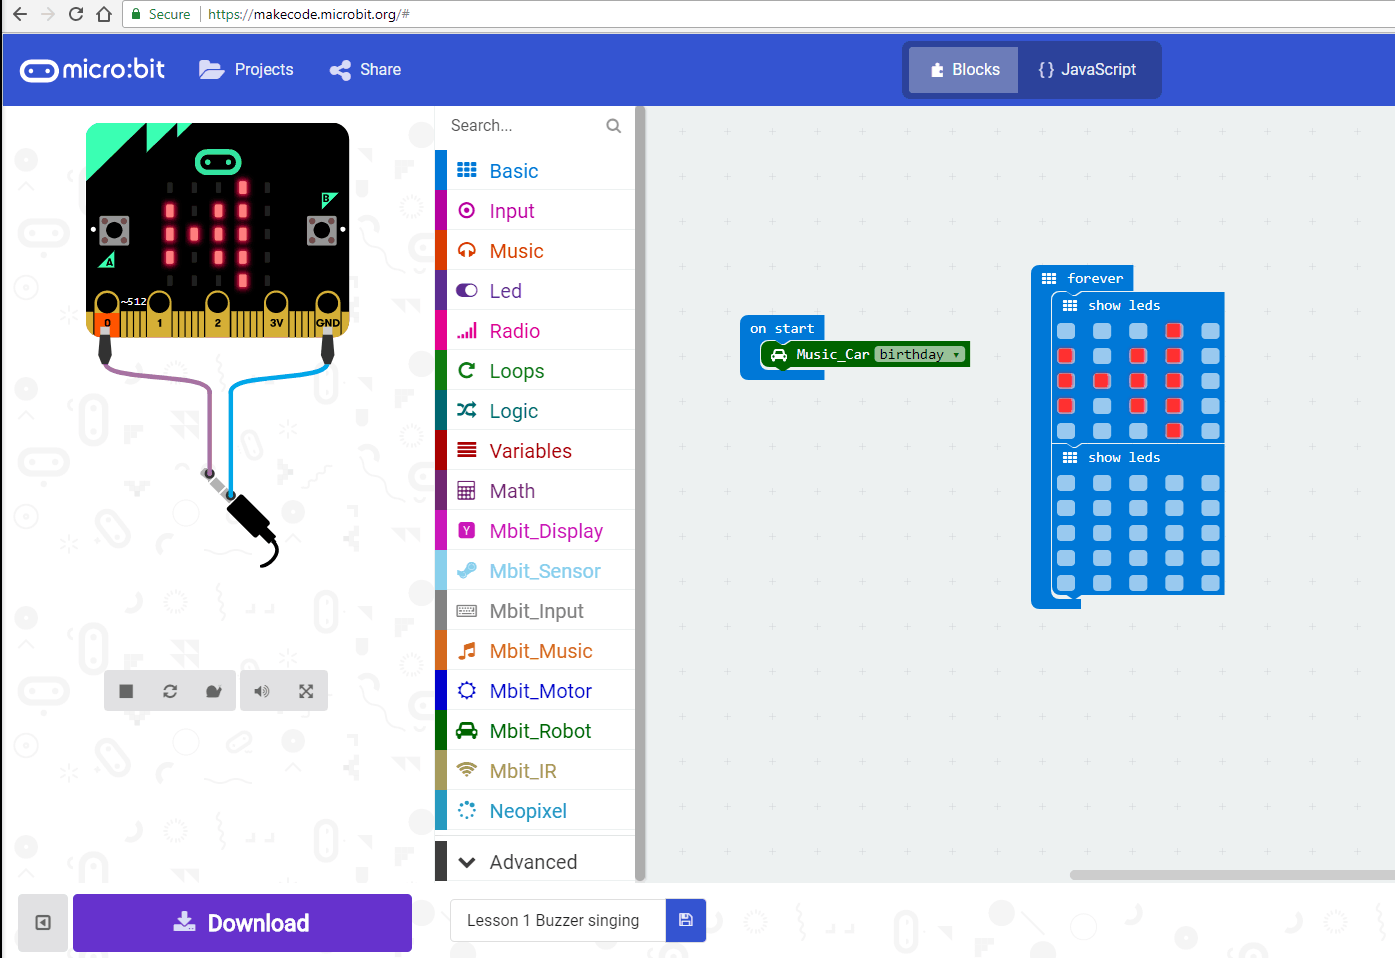 Secure https://makecode.microbit.org/#
micro:bit Projects Share Blocks {} JavaScript
Search...
Basic
Input
Music
Led
Radio
Loops
Logic
Variables
Math
Y Mbit_Display
Mbit_Sensor
Mbit_Input
Mbit_Music
Mbit_Motor
Mbit_Robot
Mbit_IR
Neopixel
Advanced
B
A
~512
0 1 2 3V GND
on start
Music_Car birthday
forever
show leds
show leds
Download
Lesson 1 Buzzer singing